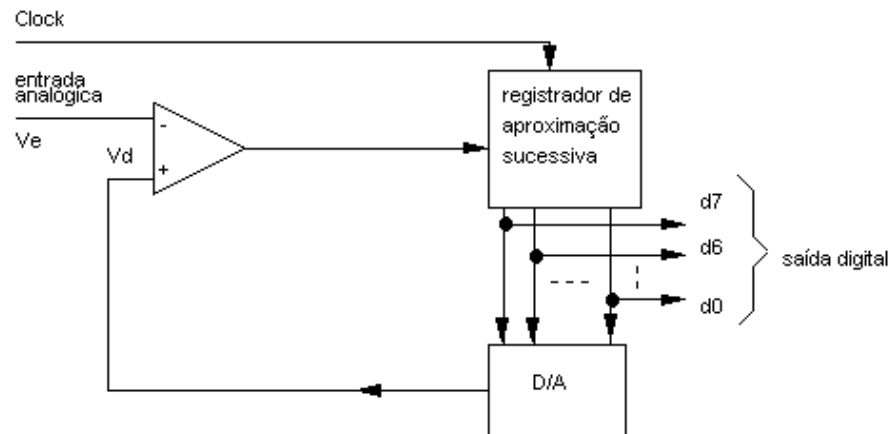 Clock
entrada
analógica
Ve
Vd
-
+
registrador de
aproximação
sucessiva
d7
d6
d0
saída digital
D/A